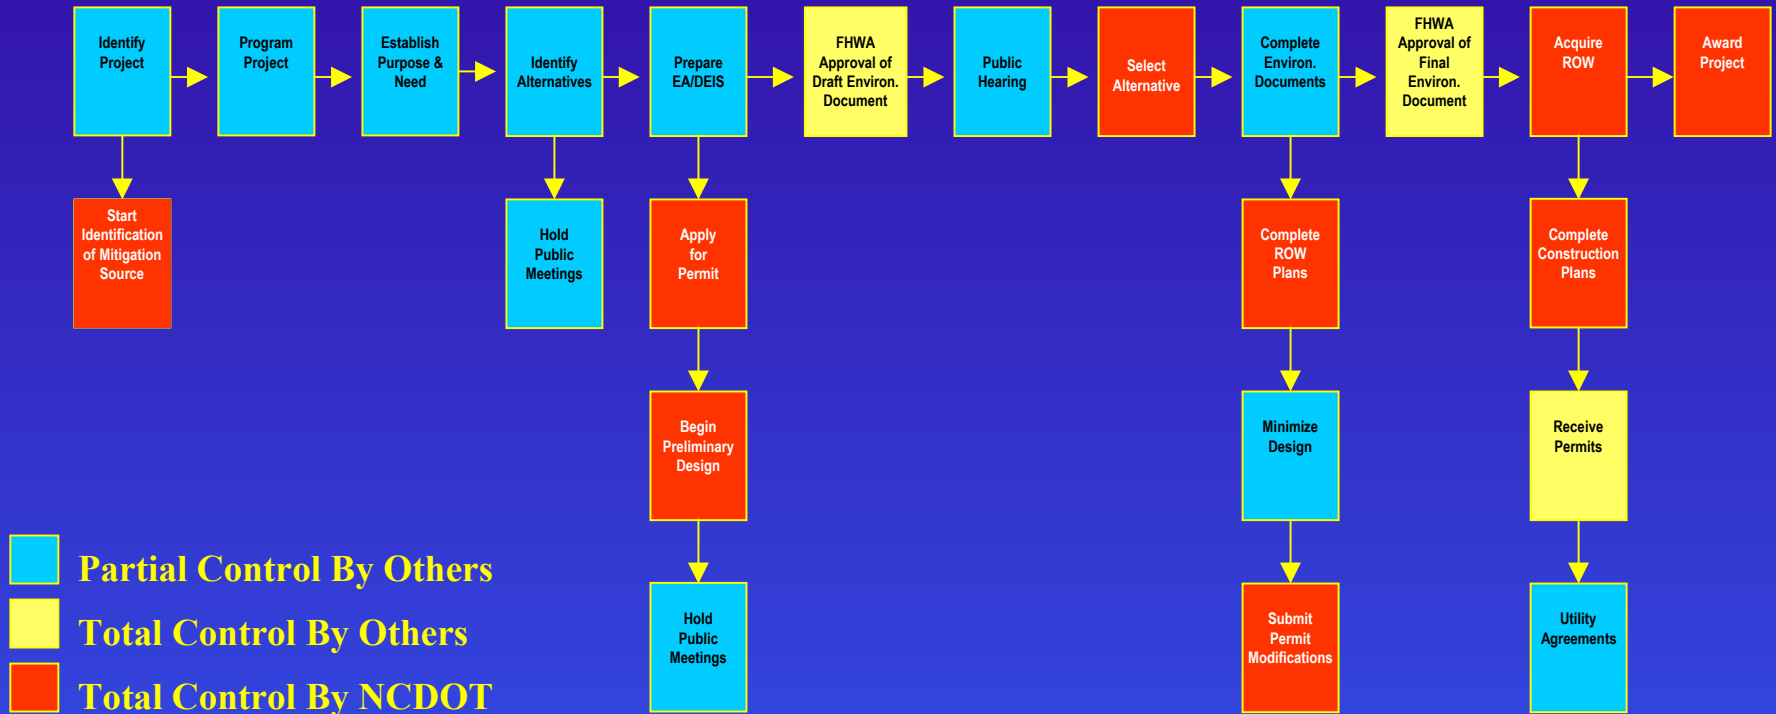 Identify
Project
Program
Project
Establish
Purpose &
Need
Identify
Alternatives
Prepare
EA/DEIS
FHWA
Approval of
Draft Environ.
Document
Public
Hearing
Select
Alternative
Complete
Environ.
Documents
FHWA
Approval of
Final
Environ.
Document
Acquire
ROW
Award
Project
Start
Identification
of Mitigation
Source
Hold
Public
Meetings
Apply
for
Permit
Complete
ROW
Plans
Complete
Construction
Plans
Begin
Preliminary
Design
Minimize
Design
Receive
Permits
Hold
Public
Meetings
Submit
Permit
Modifications
Utility
Agreements
Partial Control By Others
Total Control By Others
Total Control By NCDOT